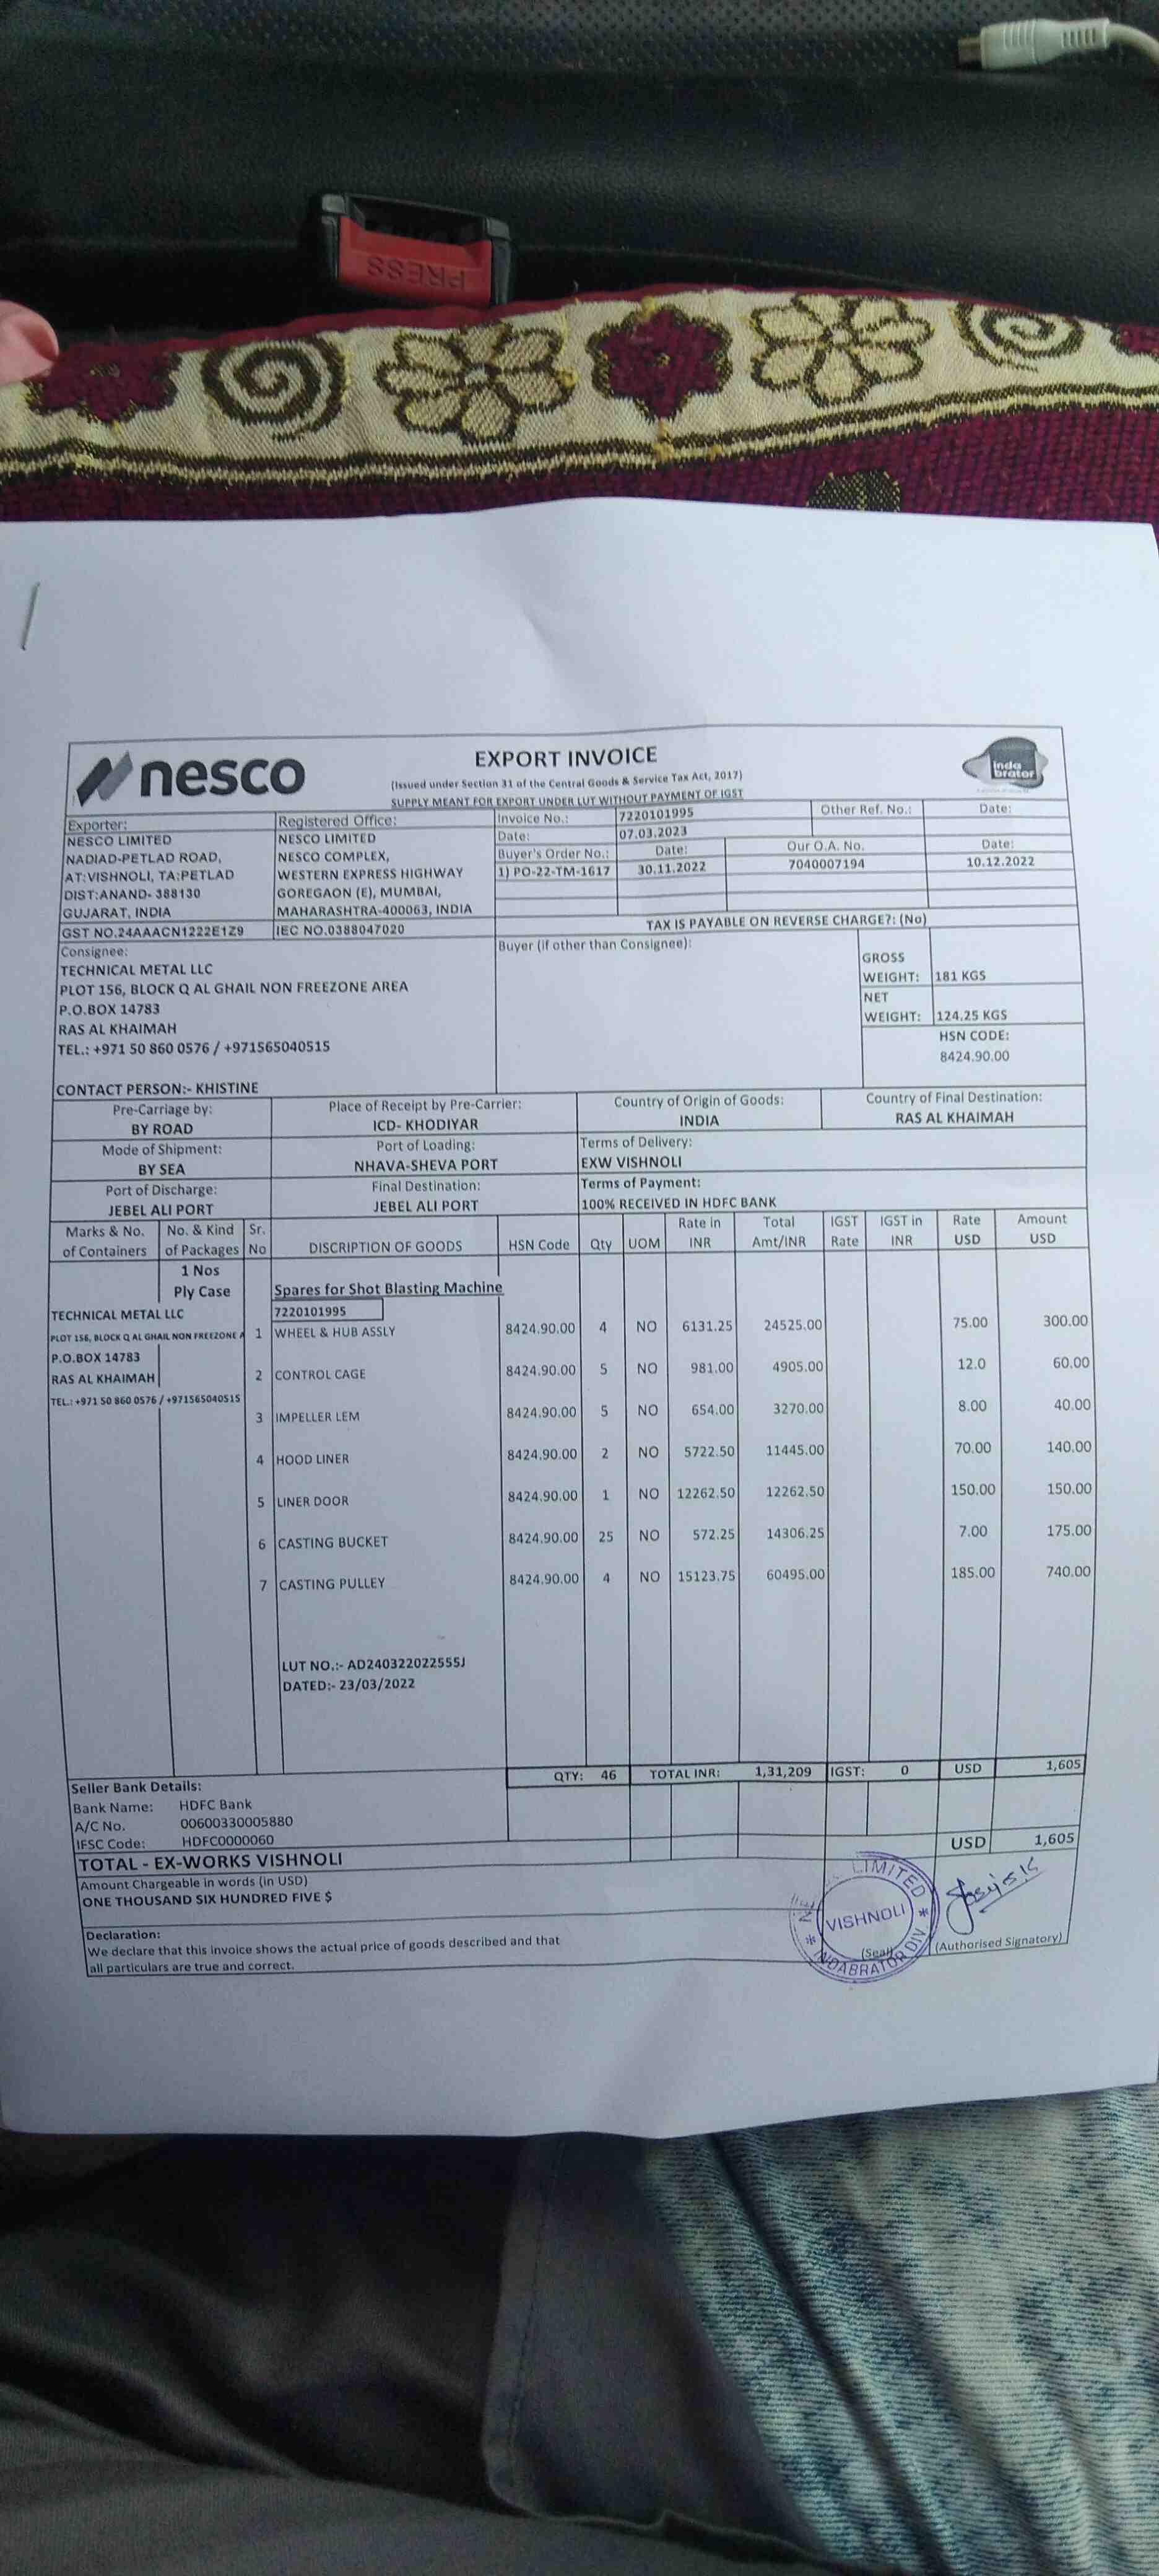 PRESS
nesco
EXPORT INVOICE
(Issued under Section 31 of the Central Goods & Service Tax Act, 2017)
SUPPLY MEANT FOR EXPORT UNDER LUT WITHOUT PAYMENT OF IGST
inda
brator
Exporter:
NESCO LIMITED
NADIAD-PETLAD ROAD,
AT:VISHNOLI, TA:PETLAD
DIST:ANAND- 388130
GUJARAT, INDIA
GST NO.24AAACN1222E1Z9
Registered Office:
NESCO LIMITED
NESCO COMPLEX,
WESTERN EXPRESS HIGHWAY
GOREGAON (E), MUMBAI,
MAHARASHTRA-400063, INDIA
IEC NO.0388047020
Invoice No.: 7220101995 Other Ref. No.: Date:
Date: 07.03.2023
Buyer's Order No.: Date: Our O.A. No. Date:
1) PO-22-TM-1617 30.11.2022 7040007194 10.12.2022
TAX IS PAYABLE ON REVERSE CHARGE?: (No)
Consignee:
TECHNICAL METAL LLC
PLOT 156, BLOCK Q AL GHAIL NON FREEZONE AREA
P.O.BOX 14783
RAS AL KHAIMAH
TEL.: +971 50 860 0576 / +971565040515
CONTACT PERSON:- KHISTINE
Buyer (if other than Consignee):
GROSS
WEIGHT: 181 KGS
NET
WEIGHT: 124.25 KGS
HSN CODE:
8424.90.00
Pre-Carriage by: Place of Receipt by Pre-Carrier: Country of Origin of Goods: Country of Final Destination:
BY ROAD ICD- KHODIYAR INDIA RAS AL KHAIMAH
Mode of Shipment: Port of Loading: Terms of Delivery:
BY SEA NHAVA-SHEVA PORT EXW VISHNOLI
Port of Discharge: Final Destination: Terms of Payment:
JEBEL ALI PORT JEBEL ALI PORT 100% RECEIVED IN HDFC BANK
Marks & No. No. & Kind Sr. Rate in Total IGST IGST in Rate Amount
of Containers of Packages No DISCRIPTION OF GOODS HSN Code Qty UOM INR Amt/INR Rate INR USD USD
1 Nos
Ply Case Spares for Shot Blasting Machine
TECHNICAL METAL LLC 7220101995
PLOT 156, BLOCK Q AL GHAIL NON FREEZONE A 1 WHEEL & HUB ASSLY 8424.90.00 4 NO 6131.25 24525.00 75.00 300.00
P.O.BOX 14783
RAS AL KHAIMAH 2 CONTROL CAGE 8424.90.00 5 NO 981.00 4905.00 12.0 60.00
TEL.: +971 50 860 0576 / +971565040515
3 IMPELLER LEM 8424.90.00 5 NO 654.00 3270.00 8.00 40.00
4 HOOD LINER 8424.90.00 2 NO 5722.50 11445.00 70.00 140.00
5 LINER DOOR 8424.90.00 1 NO 12262.50 12262.50 150.00 150.00
6 CASTING BUCKET 8424.90.00 25 NO 572.25 14306.25 7.00 175.00
7 CASTING PULLEY 8424.90.00 4 NO 15123.75 60495.00 185.00 740.00
LUT NO.:- AD240322022555J
DATED:- 23/03/2022
QTY: 46 TOTAL INR: 1,31,209 IGST: 0 USD 1,605
Seller Bank Details:
Bank Name: HDFC Bank
A/C No. 00600330005880
IFSC Code: HDFC0000060
USD 1,605
TOTAL - EX-WORKS VISHNOLI
Amount Chargeable in words (in USD)
ONE THOUSAND SIX HUNDRED FIVE $
Declaration:
We declare that this invoice shows the actual price of goods described and that
all particulars are true and correct.
LIMITED
VISHNOLI
INDABRATOR DIV
(Seal)
(Authorised Signatory)